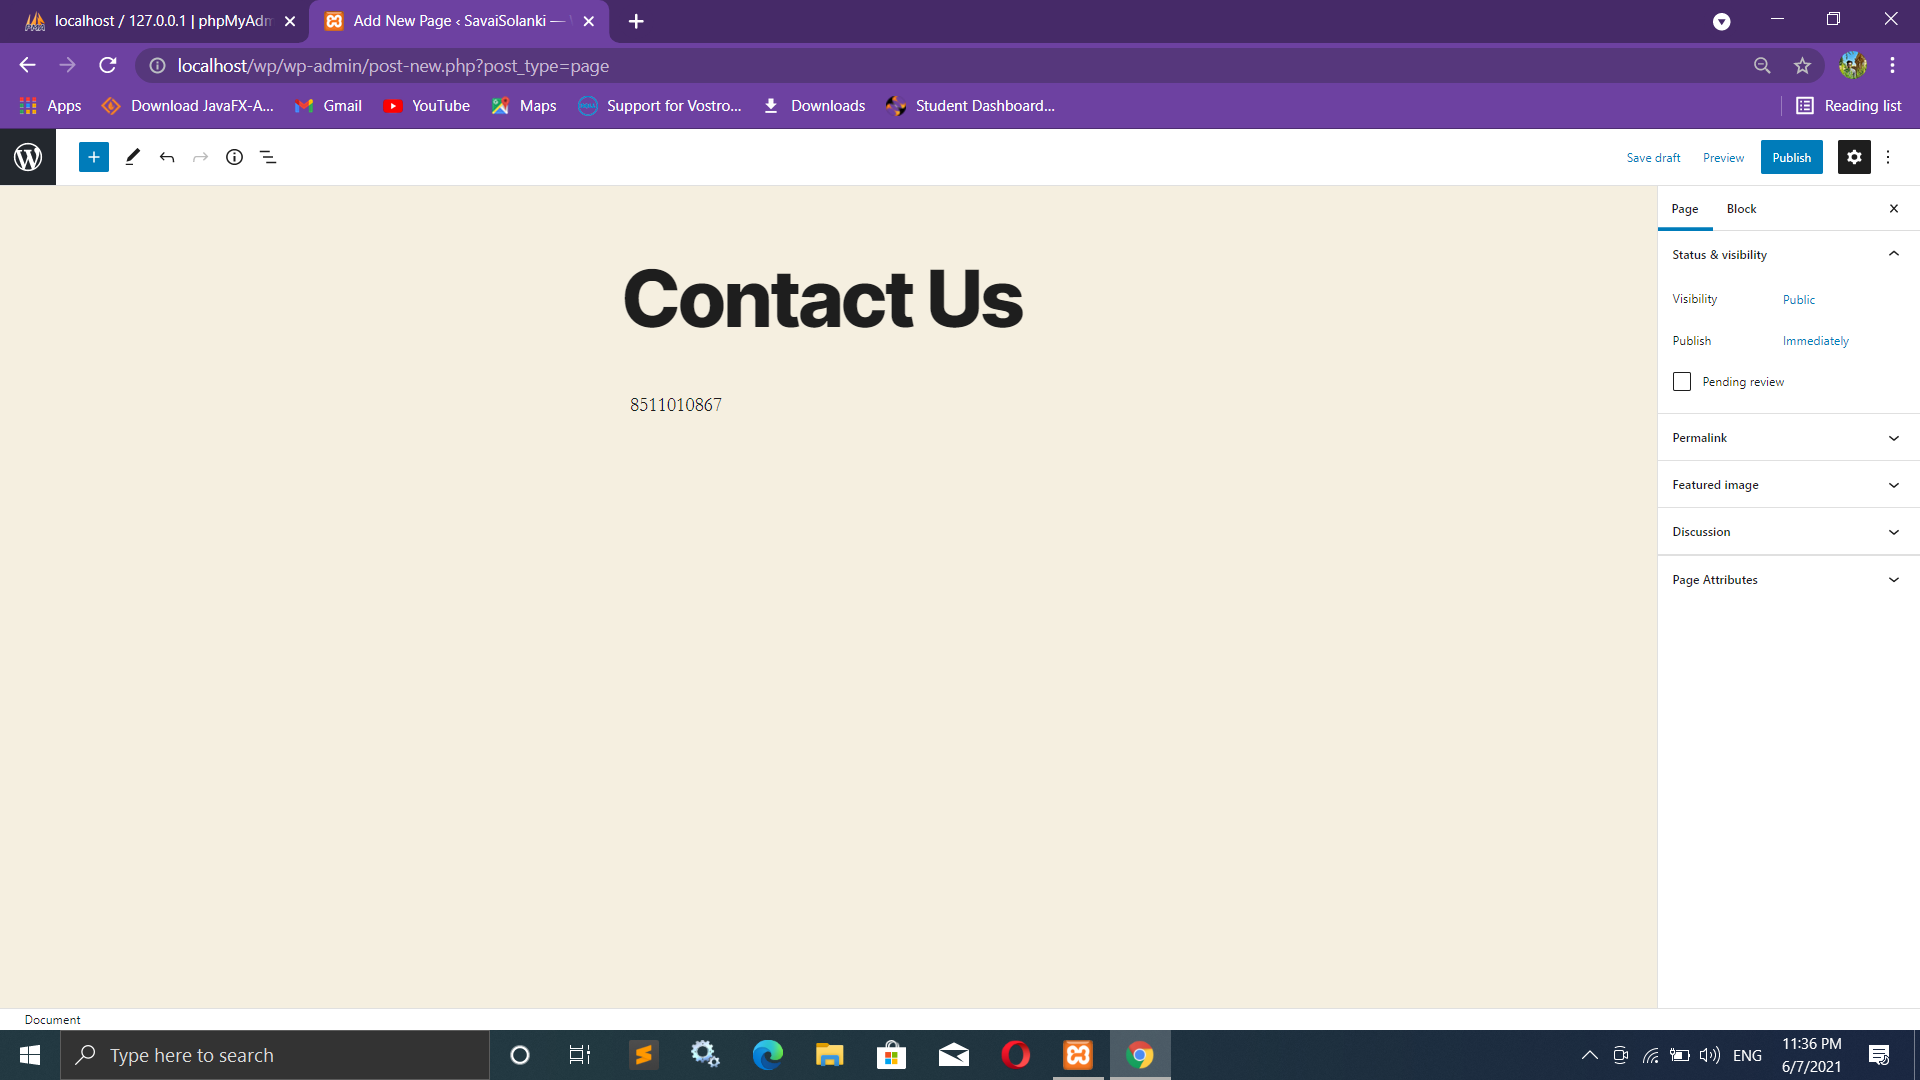 localhost / 127.0.0.1 | phpMyAdm
Add New Page ‹ SavaiSolanki —
localhost/wp/wp-admin/post-new.php?post_type=page
Apps
Download JavaFX-A...
Gmail
YouTube
Maps
Support for Vostro...
Downloads
Student Dashboard...
Reading list
Save draft
Preview
Publish
Page
Block
Status & visibility
Contact Us
Visibility
Public
Publish
Immediately
Pending review
8511010867
Permalink
Featured image
Discussion
Page Attributes
Document
Type here to search
ENG
11:36 PM
6/7/2021